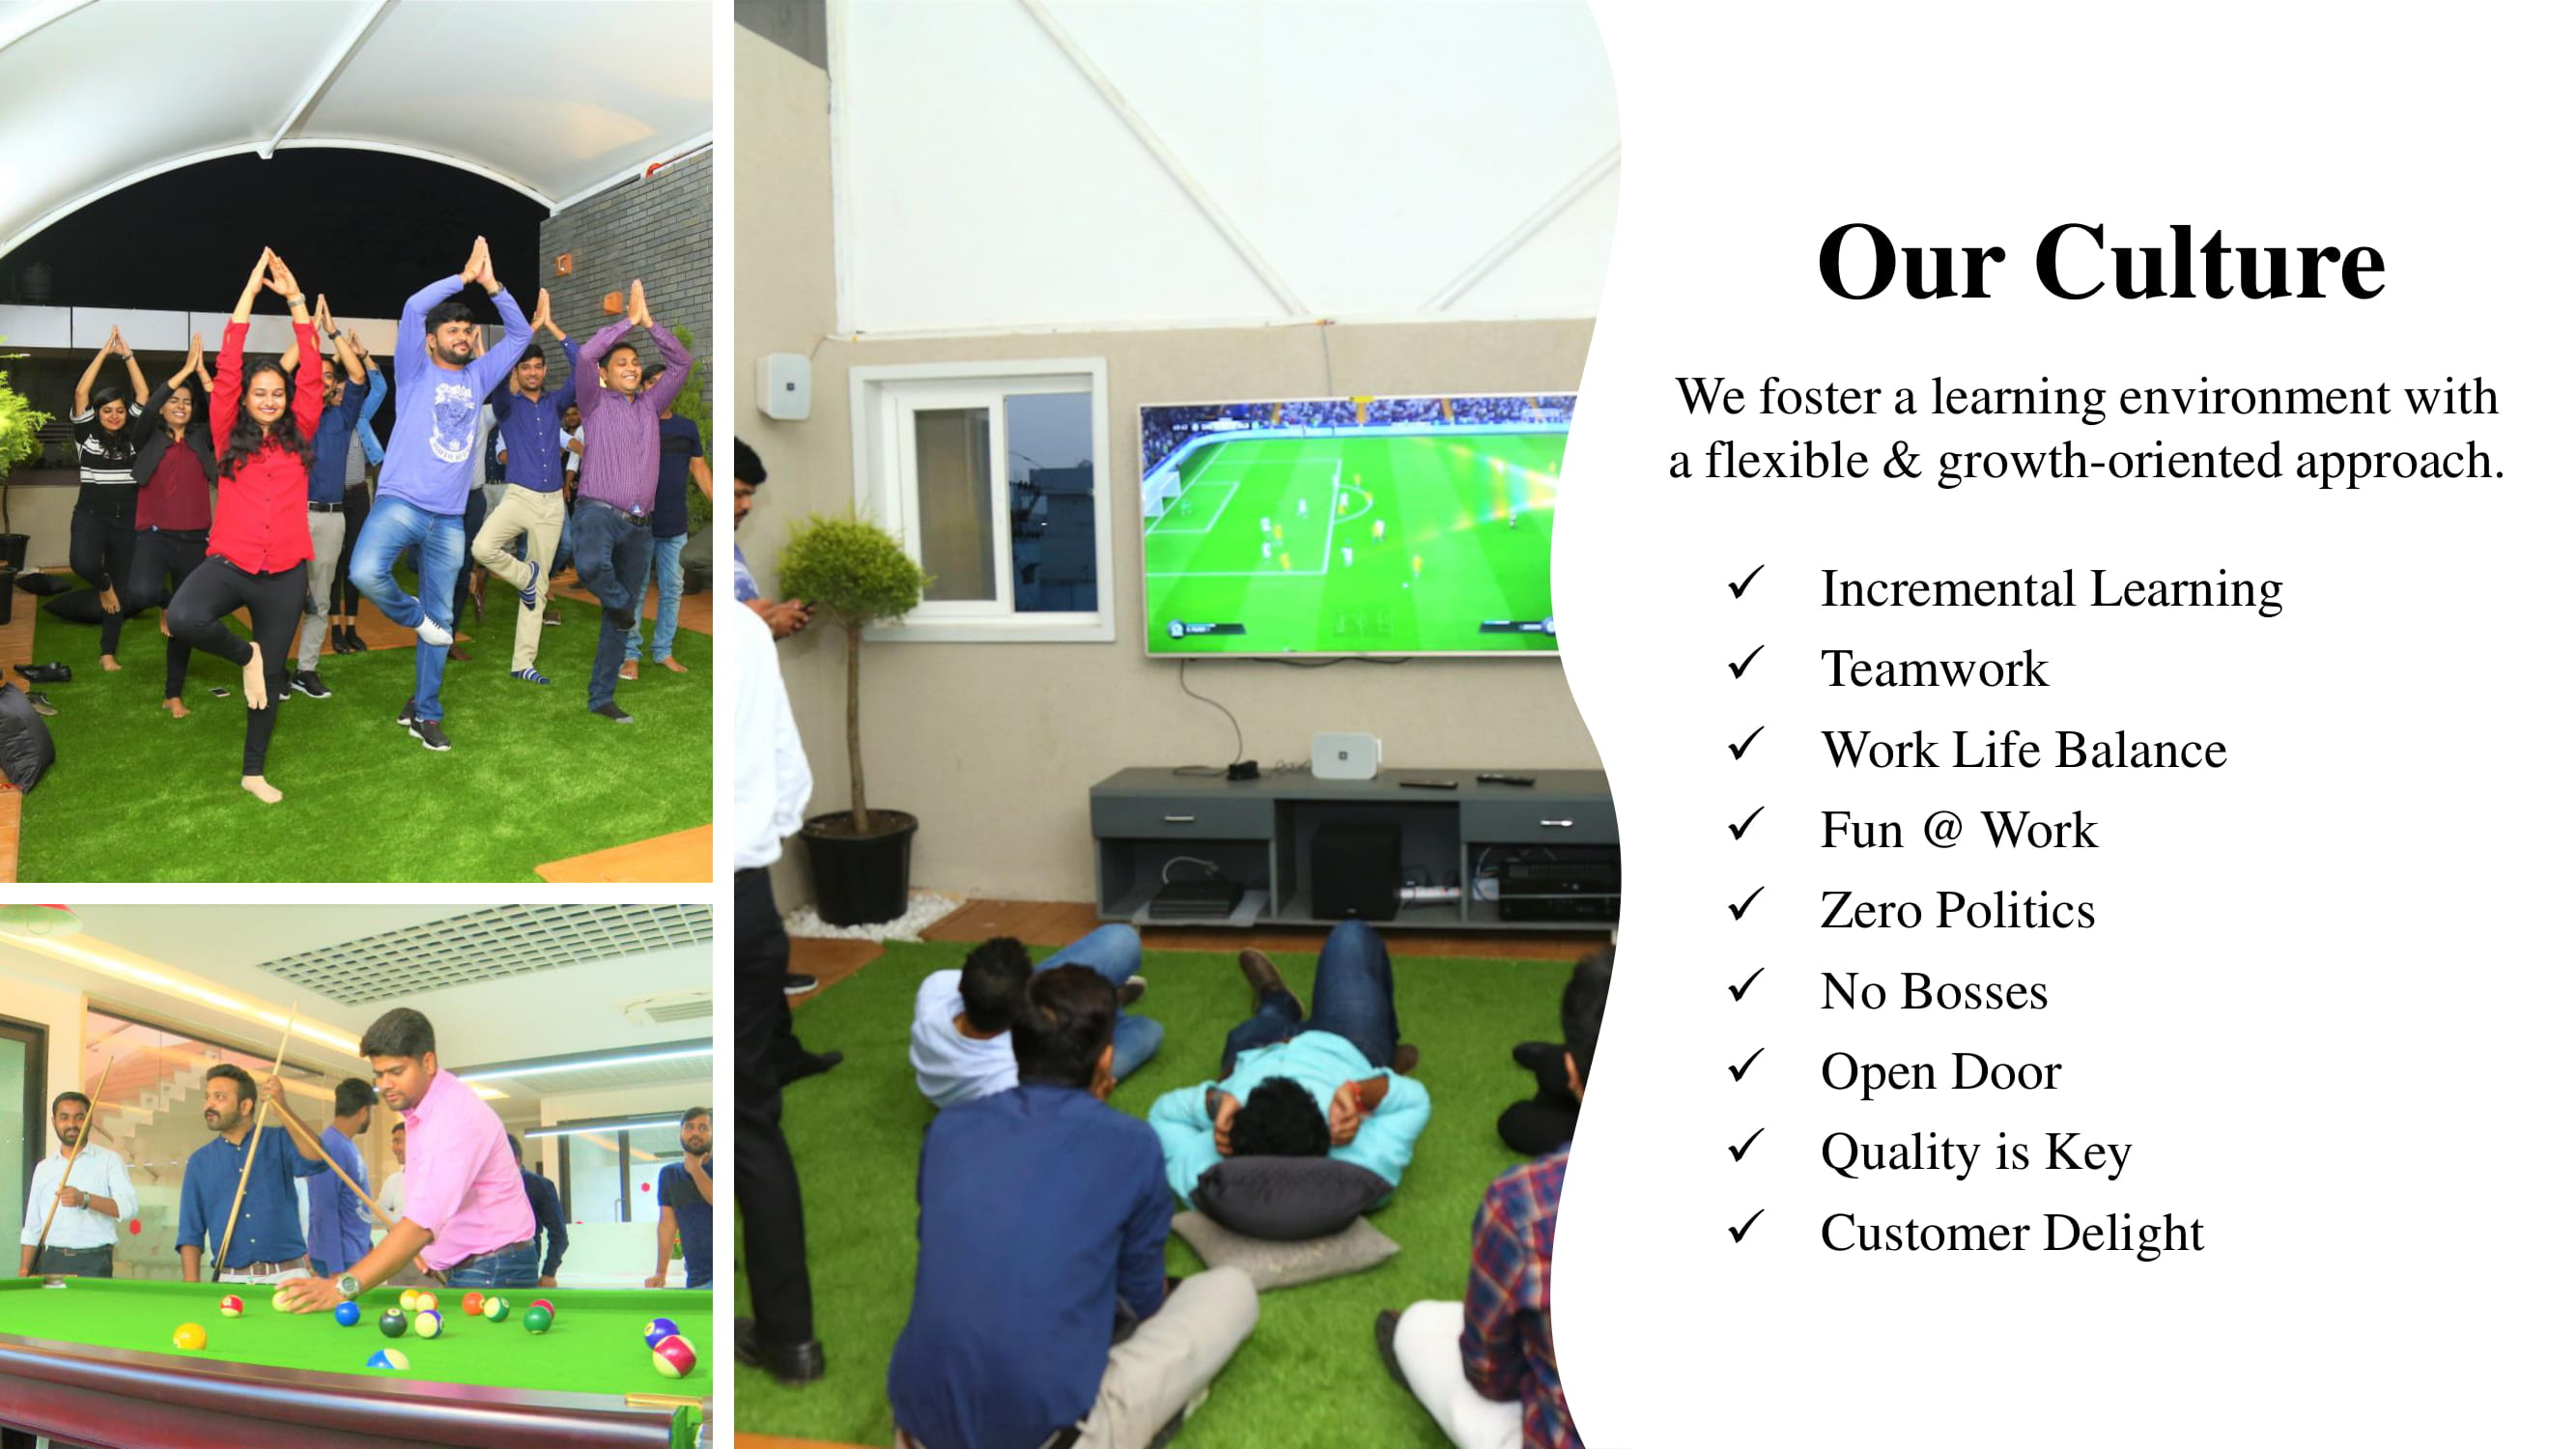 Our Culture
We foster a learning environment with
a flexible & growth-oriented approach.
✓ Incremental Learning
✓ Teamwork
✓ Work Life Balance
✓ Fun @ Work
✓ Zero Politics
✓ No Bosses
✓ Open Door
✓ Quality is Key
✓ Customer Delight